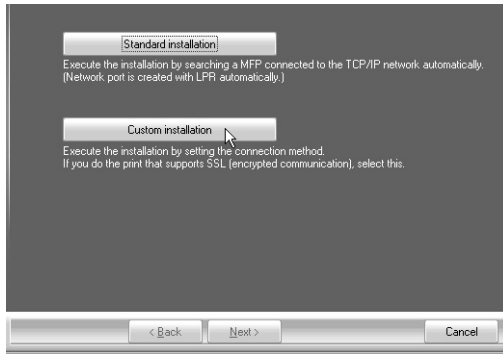 Standard installation
Execute the installation by searching a MFP connected to the TCP/IP network automatically.
(Network port is created with LPR automatically.)
Custom installation
Execute the installation by setting the connection method.
If you do the print that supports SSL (encrypted communication), select this.
< Back Next > Cancel